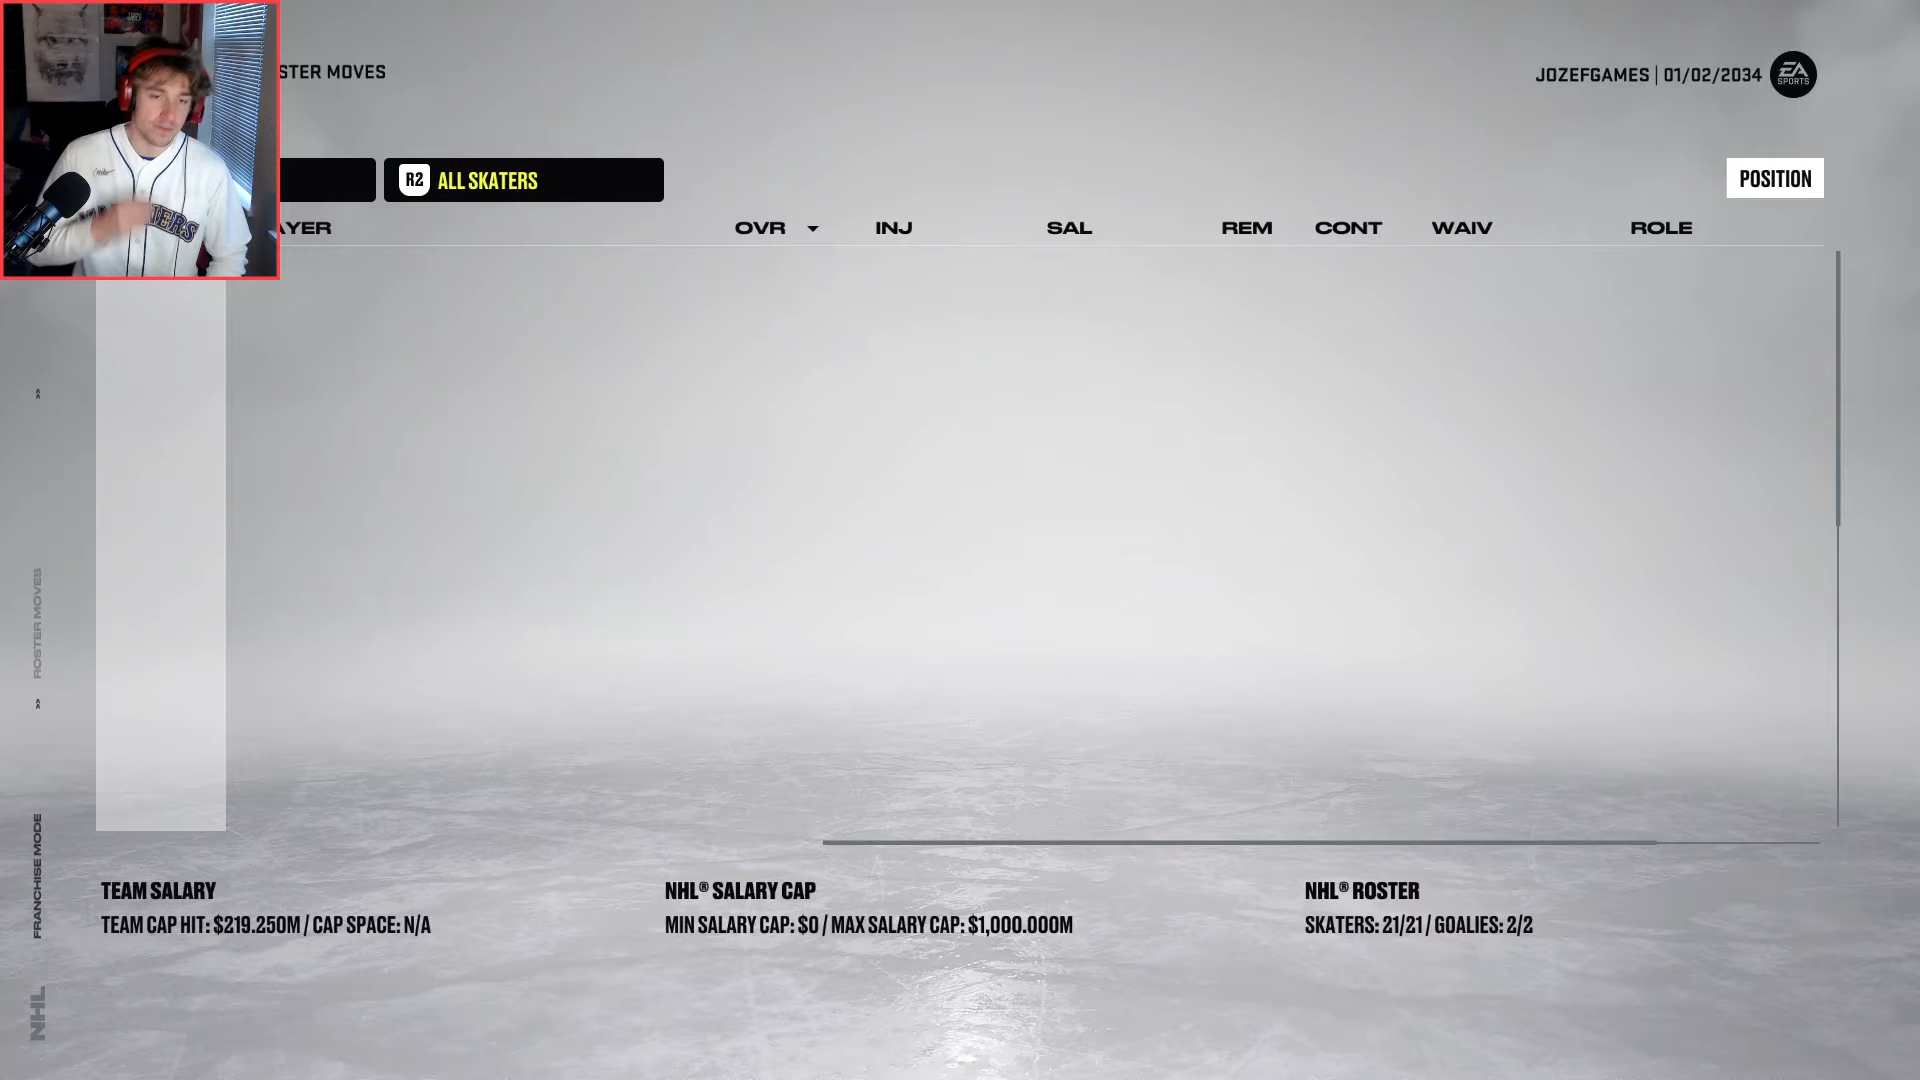 STER MOVES
JOZEFGAMES | 01/02/2034
EA SPORTS
R2 ALL SKATERS
POSITION
AYER OVR INJ SAL REM CONT WAIV ROLE
ROSTER MOVES
FRANCHISE MODE
NHL
TEAM SALARY
TEAM CAP HIT: $219.250M / CAP SPACE: N/A
NHL® SALARY CAP
MIN SALARY CAP: $0 / MAX SALARY CAP: $1,000.000M
NHL® ROSTER
SKATERS: 21/21 / GOALIES: 2/2